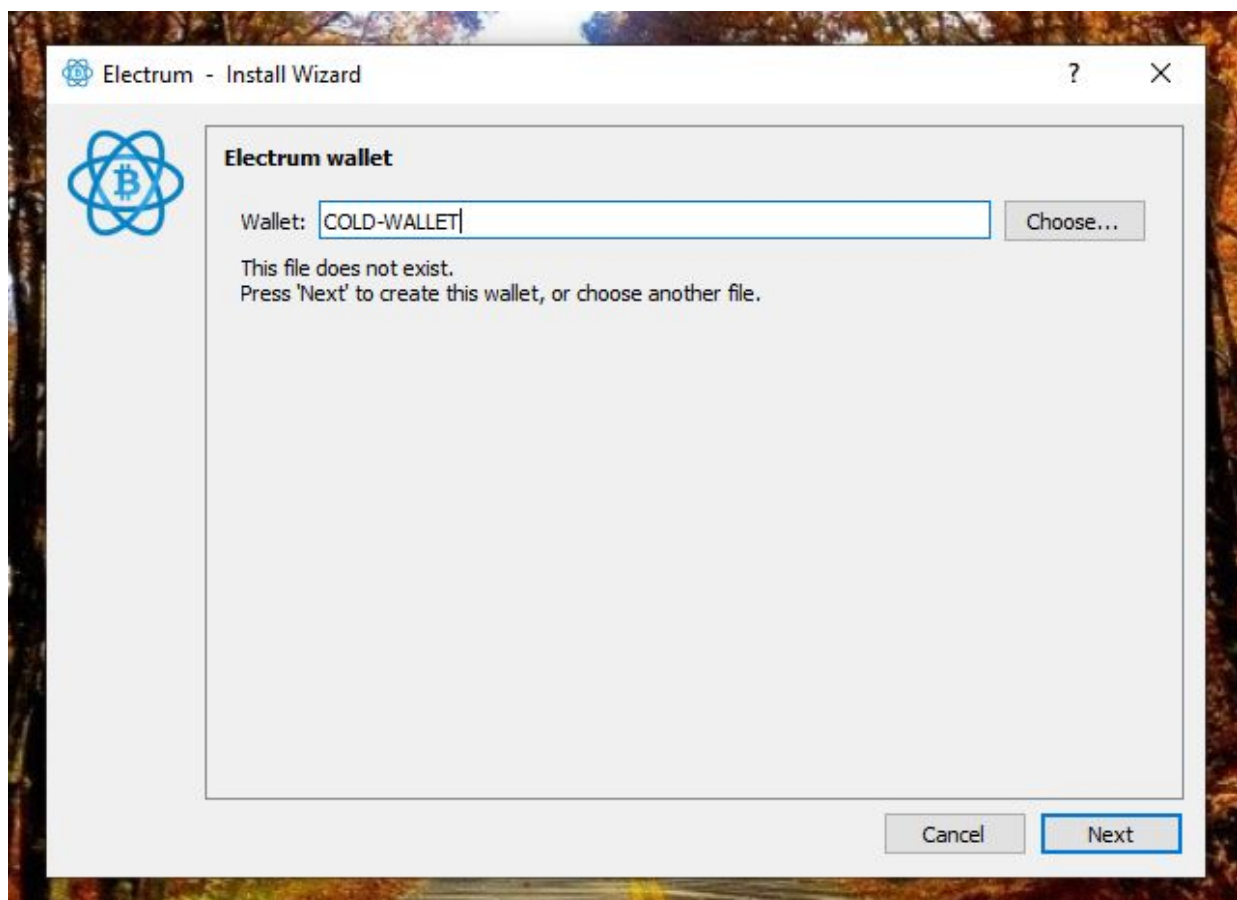 Electrum - Install Wizard
?
Electrum wallet
Wallet: COLD-WALLET Choose...
This file does not exist.
Press 'Next' to create this wallet, or choose another file.
Cancel Next